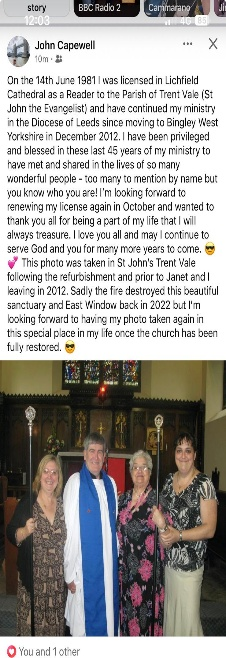 story
BBC Radio 2
Cammarano
Ji
12:03
4G
88
John Capewell
10m
On the 14th June 1981 I was licensed in Lichfield
Cathedral as a Reader to the Parish of Trent Vale (St
John the Evangelist) and have continued my ministry
in the Diocese of Leeds since moving to Bingley West
Yorkshire in December 2012. I have been privileged
and blessed in these last 45 years of my ministry to
have met and shared in the lives of so many
wonderful people - too many to mention by name but
you know who you are! I'm looking forward to
renewing my license again in October and wanted to
thank you all for being a part of my life that I will
always treasure. I love you all and may I continue to
serve God and you for many more years to come. 😎
💕 This photo was taken in St John's Trent Vale
following the refurbishment and prior to Janet and I
leaving in 2012. Sadly the fire destroyed this beautiful
sanctuary and East Window back in 2022 but I'm
looking forward to having my photo taken again in
this special place in my life once the church has been
fully restored. 😎
You and 1 other